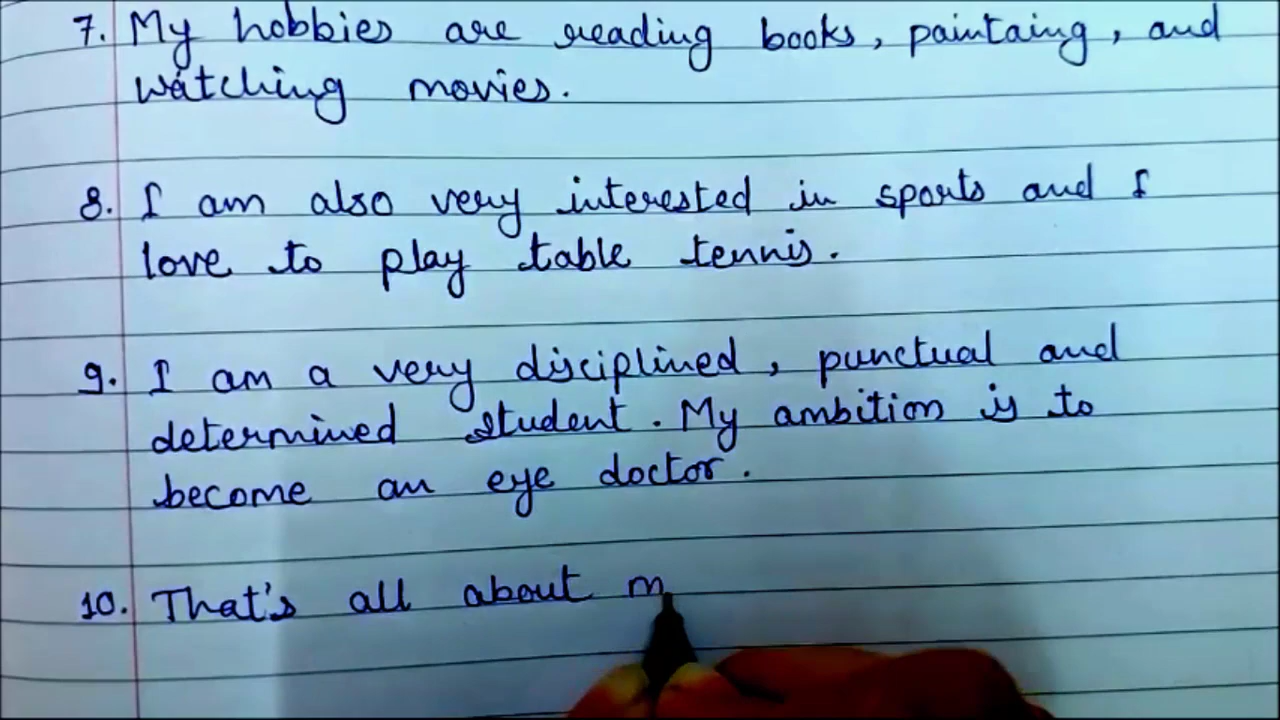 7. My hobbies are reading books, paintaing, and
watching movies.
8. I am also very interested in sports and I
love to play table tennis.
9. I am a very disciplined, punctual and
determined student. My ambition is to
become an eye doctor.
10. That's all about m